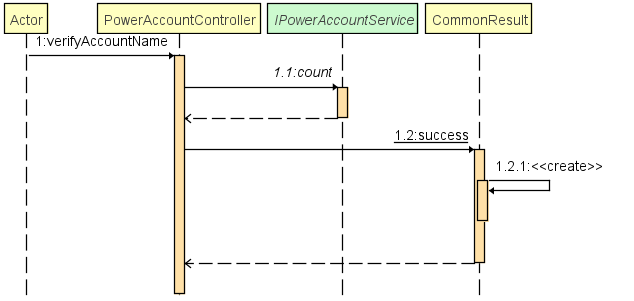 Actor
PowerAccountController
IPowerAccountService
CommonResult
1:verifyAccountName
1.1:count
1.2:success
1.2.1:<<create>>